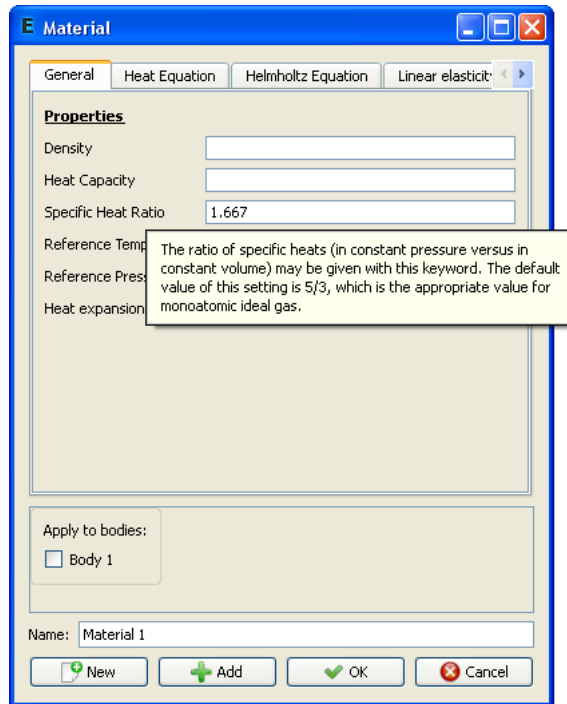 E Material
General Heat Equation Helmholtz Equation Linear elasticit
Properties
Density
Heat Capacity
Specific Heat Ratio 1.667
Reference Temp
Reference Press
Heat expansion
The ratio of specific heats (in constant pressure versus in
constant volume) may be given with this keyword. The default
value of this setting is 5/3, which is the appropriate value for
monoatomic ideal gas.
Apply to bodies:
Body 1
Name: Material 1
New Add OK Cancel